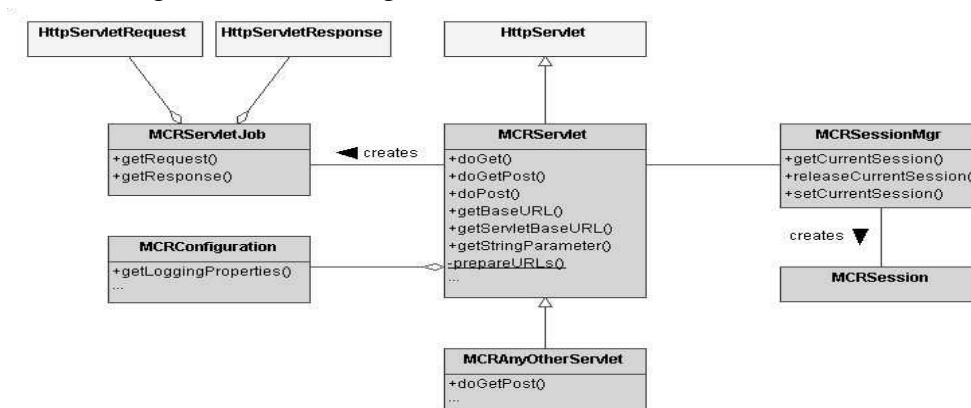 HttpServletRequest
HttpServletResponse
HttpServlet
MCRServletJob
+getRequest()
+getResponse()
creates
MCRServlet
+doGet()
+doGetPost()
+doPost()
+getBaseURL()
+getServletBaseURL()
+getStringParameter()
-prepareURLs()
...
MCRSessionMgr
+getCurrentSession()
+releaseCurrentSession()
+setCurrentSession()
creates
MCRConfiguration
+getLoggingProperties()
...
MCRSession
MCRAnyOtherServlet
+doGetPost()
...